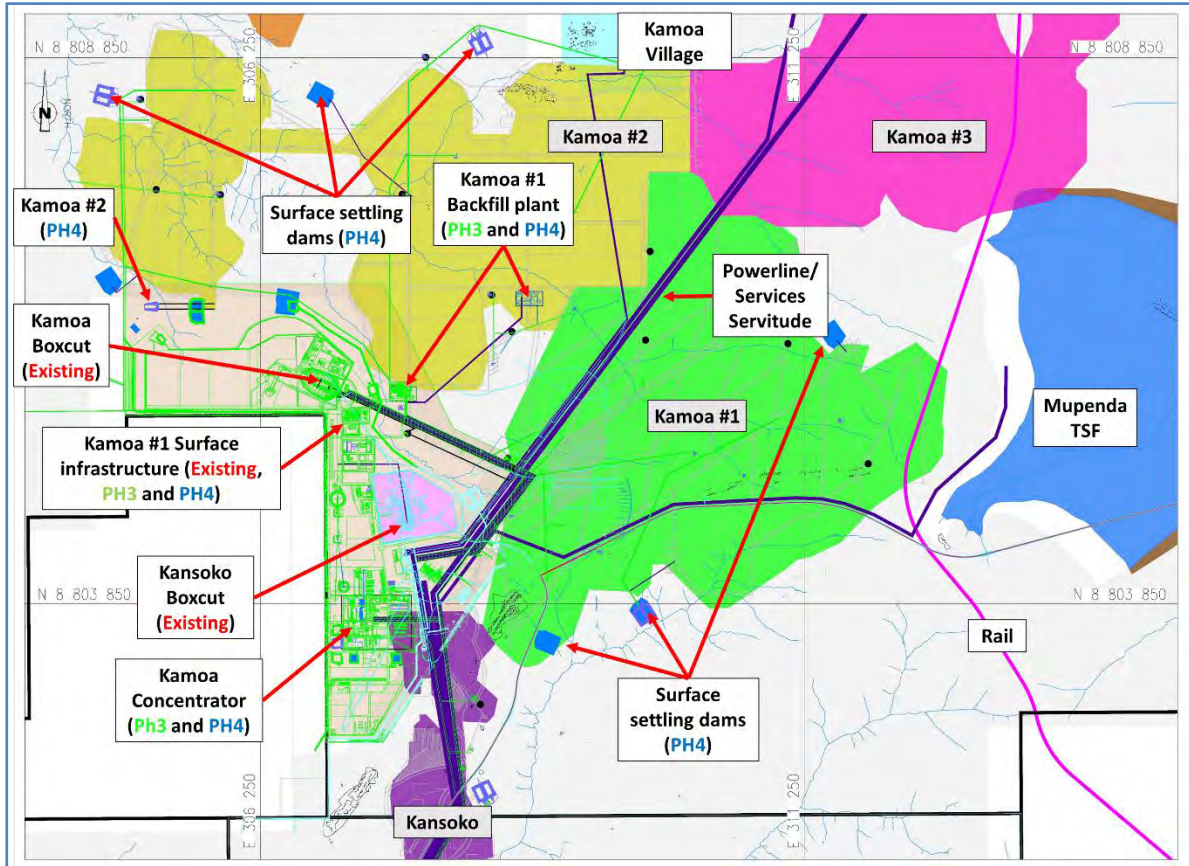 N 8 808 850
E 306 250
Kamoa
Village
E 311 250
N 8 808 850
N
Kamoa #2
Kamoa #3
Kamoa #2
(PH4)
Surface settling
dams (PH4)
Kamoa #1
Backfill plant
(PH3 and PH4)
Powerline/
Services
Servitude
Kamoa
Boxcut
(Existing)
Kamoa #1
Mupenda
TSF
Kamoa #1 Surface
infrastructure (Existing,
PH3 and PH4)
Kansoko
Boxcut
(Existing)
N 8 803 850
N 8 803 850
Rail
Kamoa
Concentrator
(Ph3 and PH4)
Surface
settling dams
(PH4)
E 306 250
Kansoko
E 311 250